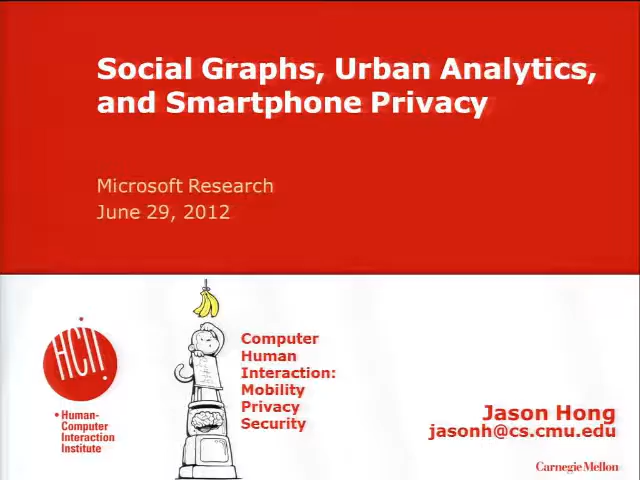 Social Graphs, Urban Analytics,
and Smartphone Privacy
Microsoft Research
June 29, 2012
HCII!
• Human-
Computer
Interaction
Institute
Computer
Human
Interaction:
Mobility
Privacy
Security
Jason Hong
jasonh@cs.cmu.edu
Carnegie Mellon